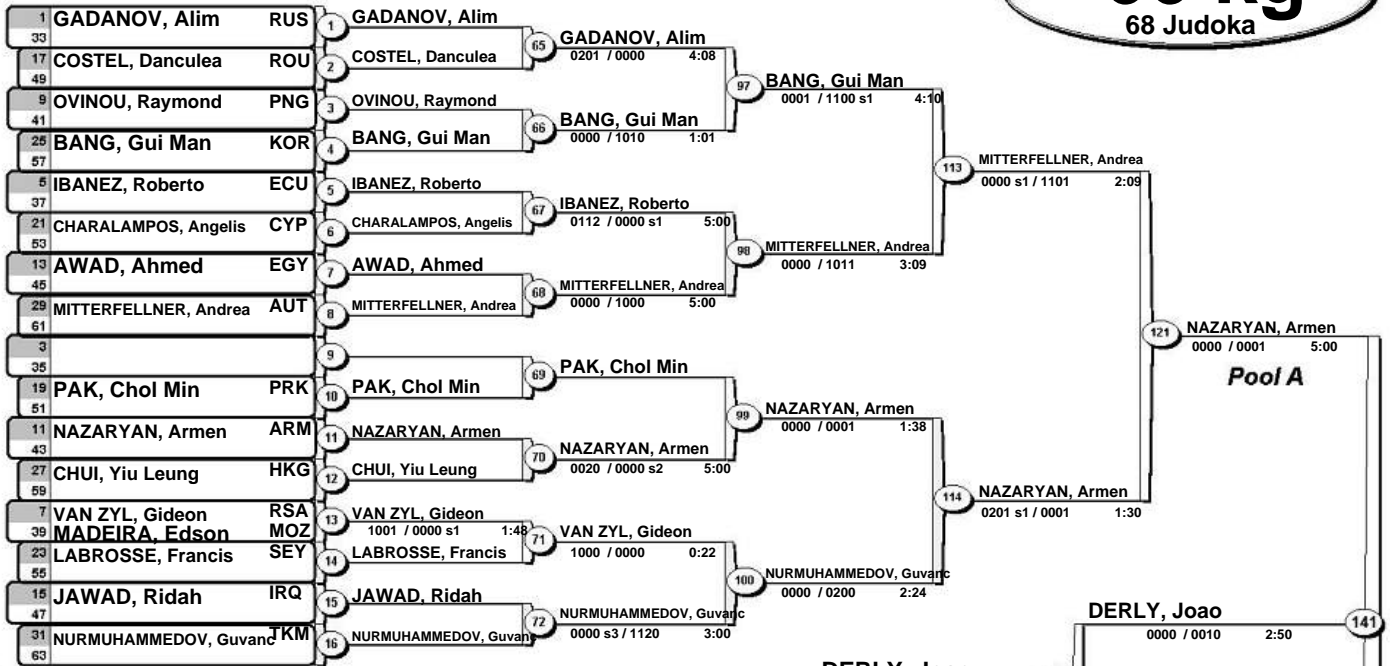 68 Judoka
1 GADANOV, Alim RUS
33
17 COSTEL, Danculea ROU
49
9 OVINOU, Raymond PNG
41
25 BANG, Gui Man KOR
57
5 IBANEZ, Roberto ECU
37
21 CHARALAMPOS, Angelis CYP
53
13 AWAD, Ahmed EGY
45
29 MITTERFELLNER, Andrea AUT
61
3
35
19 PAK, Chol Min PRK
51
11 NAZARYAN, Armen ARM
43
27 CHUI, Yiu Leung HKG
59
7 VAN ZYL, Gideon RSA
39 MADEIRA, Edson MOZ
23 LABROSSE, Francis SEY
55
15 JAWAD, Ridah IRQ
47
31 NURMUHAMMEDOV, Guvanc TKM
63
1 GADANOV, Alim
2 COSTEL, Danculea
3 OVINOU, Raymond
4 BANG, Gui Man
5 IBANEZ, Roberto
6 CHARALAMPOS, Angelis
7 AWAD, Ahmed
8 MITTERFELLNER, Andrea
9
10 PAK, Chol Min
11 NAZARYAN, Armen
12 CHUI, Yiu Leung
13 VAN ZYL, Gideon
1001 / 0000 s1 1:48
14 LABROSSE, Francis
15 JAWAD, Ridah
16 NURMUHAMMEDOV, Guvanc
65 GADANOV, Alim
0201 / 0000 4:08
66 BANG, Gui Man
0000 / 1010 1:01
67 IBANEZ, Roberto
0112 / 0000 s1 5:00
68 MITTERFELLNER, Andrea
0000 / 1000 5:00
69 PAK, Chol Min
70 NAZARYAN, Armen
0020 / 0000 s2 5:00
71 VAN ZYL, Gideon
1000 / 0000 0:22
72 NURMUHAMMEDOV, Guvanc
0000 s3 / 1120 3:00
97 BANG, Gui Man
0001 / 1100 s1 4:10
98 MITTERFELLNER, Andrea
0000 / 1011 3:09
99 NAZARYAN, Armen
0000 / 0001 1:38
100 NURMUHAMMEDOV, Guvanc
0000 / 0200 2:24
113 MITTERFELLNER, Andrea
0000 s1 / 1101 2:09
114 NAZARYAN, Armen
0201 s1 / 0001 1:30
121 NAZARYAN, Armen
0000 / 0001 5:00
Pool A
DERLY, Joao
0000 / 0010 2:50
141